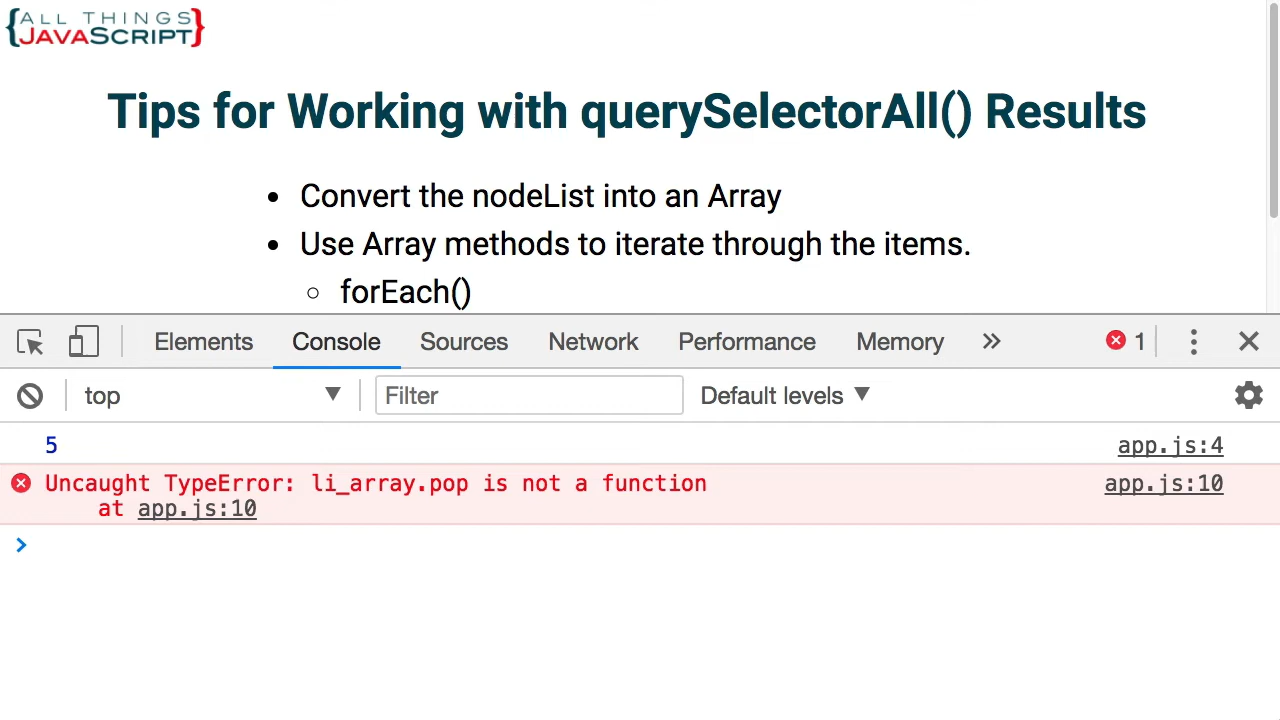 {ALL THINGS
JAVASCRIPT}
Tips for Working with querySelectorAll() Results
• Convert the nodeList into an Array
• Use Array methods to iterate through the items.
○ forEach()
Elements Console Sources Network Performance Memory » 1
top Filter Default levels
5 app.js:4
Uncaught TypeError: li_array.pop is not a function app.js:10
at app.js:10
>